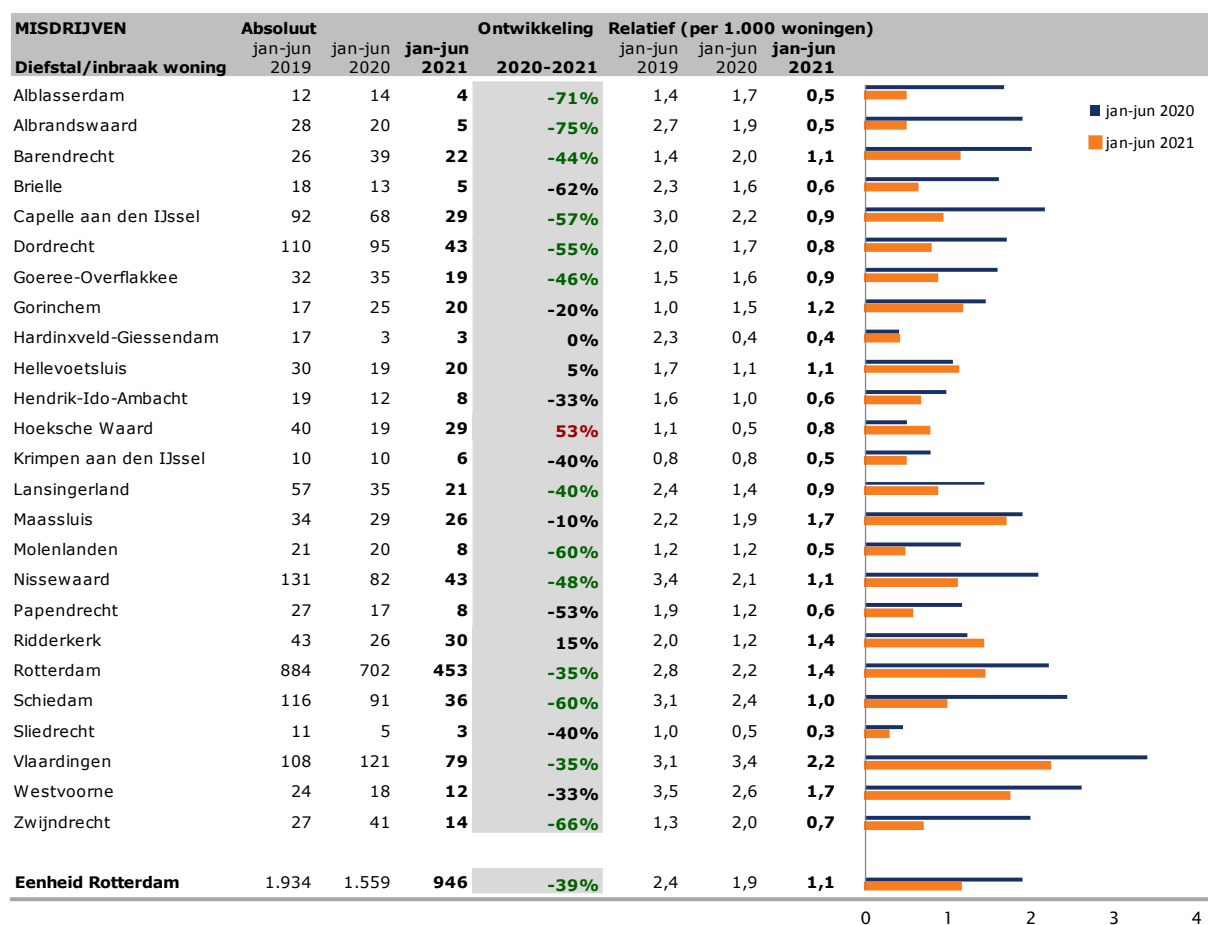 MISDRIJVEN Absoluut Ontwikkeling Relatief (per 1.000 woningen)
jan-jun jan-jun jan-jun jan-jun jan-jun jan-jun
Diefstal/inbraak woning 2019 2020 2021 2020-2021 2019 2020 2021
Alblasserdam 12 14 4 -71% 1,4 1,7 0,5
jan-jun 2020
Albrandswaard 28 20 5 -75% 2,7 1,9 0,5
jan-jun 2021
Barendrecht 26 39 22 -44% 1,4 2,0 1,1
Brielle 18 13 5 -62% 2,3 1,6 0,6
Capelle aan den IJssel 92 68 29 -57% 3,0 2,2 0,9
Dordrecht 110 95 43 -55% 2,0 1,7 0,8
Goeree-Overflakkee 32 35 19 -46% 1,5 1,6 0,9
Gorinchem 17 25 20 -20% 1,0 1,5 1,2
Hardinxveld-Giessendam 17 3 3 0% 2,3 0,4 0,4
Hellevoetsluis 30 19 20 5% 1,7 1,1 1,1
Hendrik-Ido-Ambacht 19 12 8 -33% 1,6 1,0 0,6
Hoeksche Waard 40 19 29 53% 1,1 0,5 0,8
Krimpen aan den IJssel 10 10 6 -40% 0,8 0,8 0,5
Lansingerland 57 35 21 -40% 2,4 1,4 0,9
Maassluis 34 29 26 -10% 2,2 1,9 1,7
Molenlanden 21 20 8 -60% 1,2 1,2 0,5
Nissewaard 131 82 43 -48% 3,4 2,1 1,1
Papendrecht 27 17 8 -53% 1,9 1,2 0,6
Ridderkerk 43 26 30 15% 2,0 1,2 1,4
Rotterdam 884 702 453 -35% 2,8 2,2 1,4
Schiedam 116 91 36 -60% 3,1 2,4 1,0
Sliedrecht 11 5 3 -40% 1,0 0,5 0,3
Vlaardingen 108 121 79 -35% 3,1 3,4 2,2
Westvoorne 24 18 12 -33% 3,5 2,6 1,7
Zwijndrecht 27 41 14 -66% 1,3 2,0 0,7
Eenheid Rotterdam 1.934 1.559 946 -39% 2,4 1,9 1,1
0 1 2 3 4